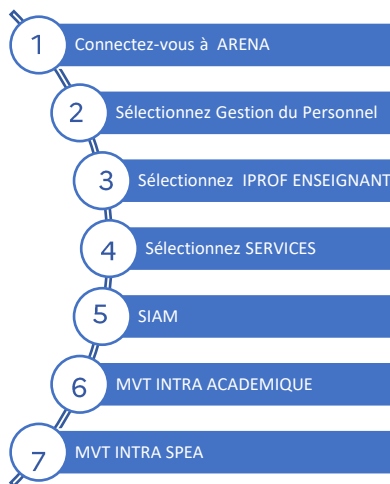 1 Connectez-vous à ARENA
2 Sélectionnez Gestion du Personnel
3 Sélectionnez IPROF ENSEIGNANT
4 Sélectionnez SERVICES
5 SIAM
6 MVT INTRA ACADEMIQUE
7 MVT INTRA SPEA